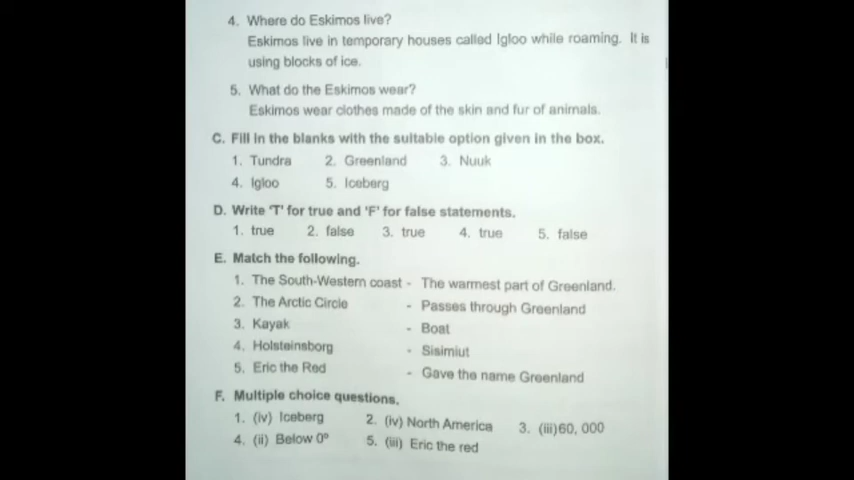 4. Where do Eskimos live?
Eskimos live in temporary houses called Igloo while roaming. It is
using blocks of ice.
5. What do the Eskimos wear?
Eskimos wear clothes made of the skin and fur of animals.
C. Fill in the blanks with the suitable option given in the box.
1. Tundra 2. Greenland 3. Nuuk
4. Igloo 5. Iceberg
D. Write 'T' for true and 'F' for false statements.
1. true 2. false 3. true 4. true 5. false
E. Match the following.
1. The South-Western coast - The warmest part of Greenland.
2. The Arctic Circle - Passes through Greenland
3. Kayak - Boat
4. Holsteinsborg - Sisimiut
5. Eric the Red - Gave the name Greenland
F. Multiple choice questions.
1. (iv) Iceberg 2. (iv) North America 3. (iii)60, 000
4. (ii) Below 0º 5. (iii) Eric the red